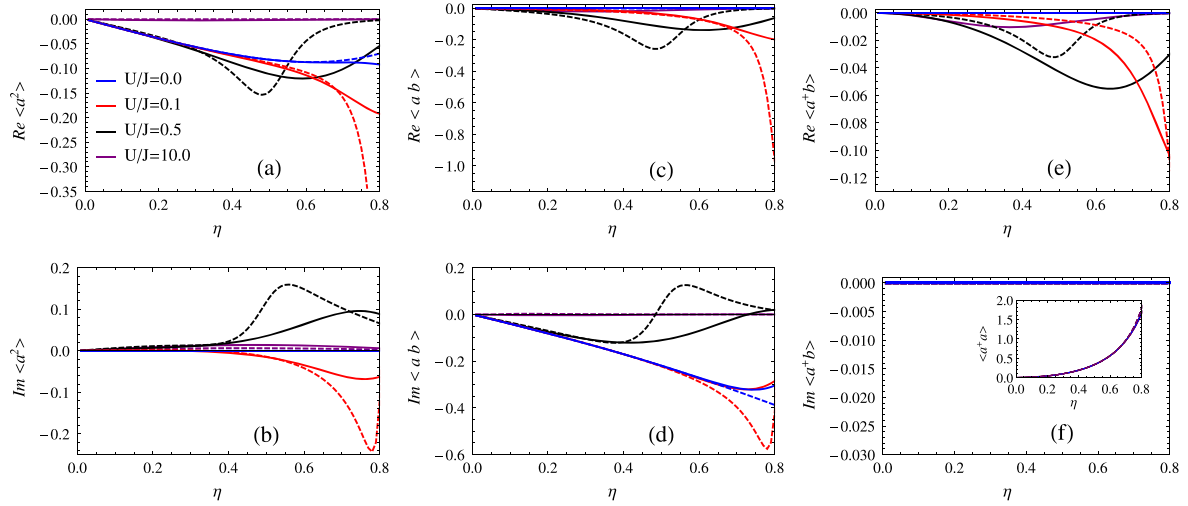 0.00
−0.05
−0.10
−0.15
−0.20
−0.25
−0.30
−0.35
Re <a²>
U/J=0.0
U/J=0.1
U/J=0.5
U/J=10.0
(a)
0.0 0.2 0.4 0.6 0.8
η
0.0
−0.2
−0.4
−0.6
−0.8
−1.0
Re < a b >
(c)
0.0 0.2 0.4 0.6 0.8
η
0.00
−0.02
−0.04
−0.06
−0.08
−0.10
−0.12
Re <a⁺b>
(e)
0.0 0.2 0.4 0.6 0.8
η
0.2
0.1
0.0
−0.1
−0.2
Im <a²>
(b)
0.0 0.2 0.4 0.6 0.8
η
0.2
0.0
−0.2
−0.4
−0.6
Im < a b >
(d)
0.0 0.2 0.4 0.6 0.8
η
0.000
−0.005
−0.010
−0.015
−0.020
−0.025
−0.030
Im <a⁺b>
2.0
1.5
1.0
0.5
0.0
<a⁺a>
0.0 0.2 0.4 0.6 0.8
η
(f)
0.0 0.2 0.4 0.6 0.8
η